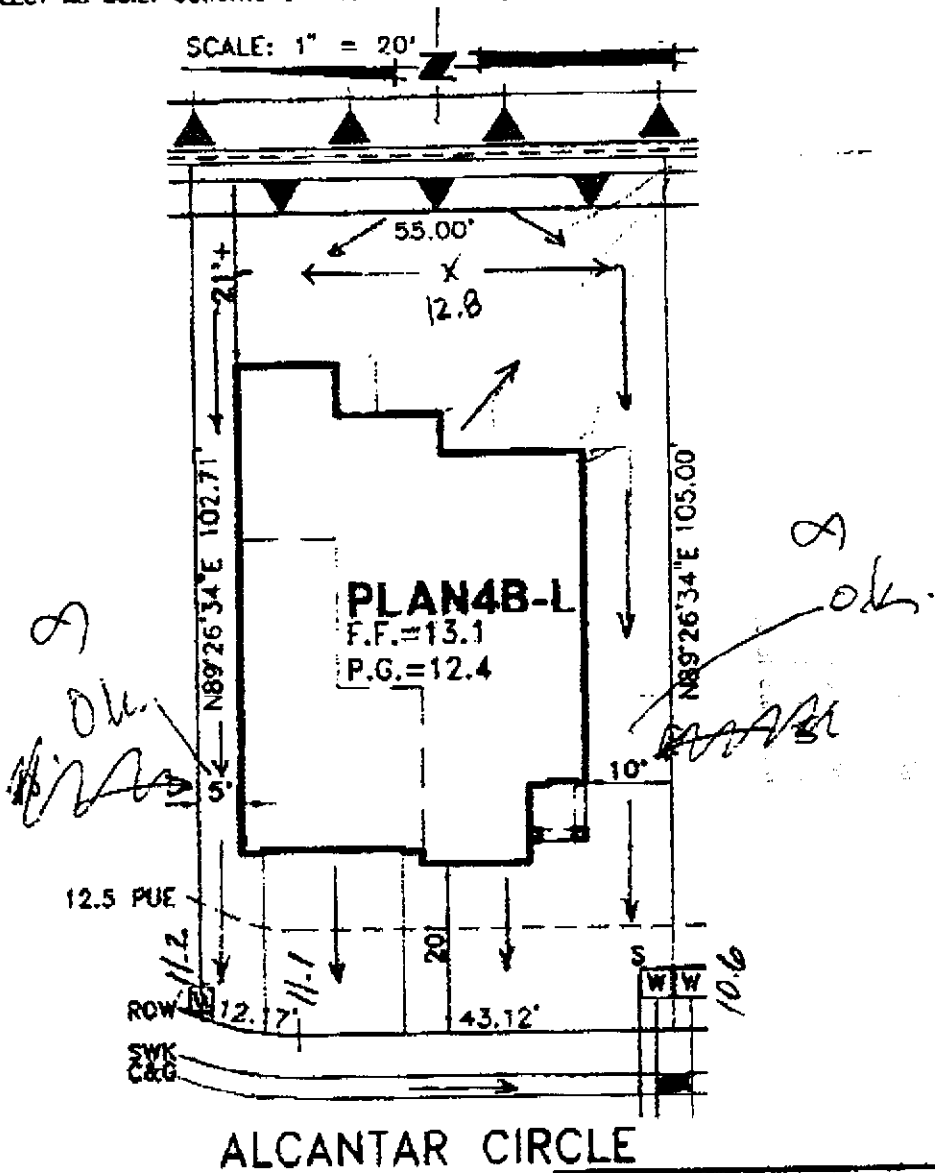 SCALE: 1" = 20'
Z
55.00'
21'+
X
12.8
N89°26'34"E 102.71'
N89°26'34"E 105.00'
PLAN4B-L
F.F.=13.1
P.G.=12.4
Ok.
ok.
5'
10'
12.5 PUE
20'
11.2
11.1
S
W W
10.6
W
ROW
12.17'
43.12'
SWK
C&G
ALCANTAR CIRCLE